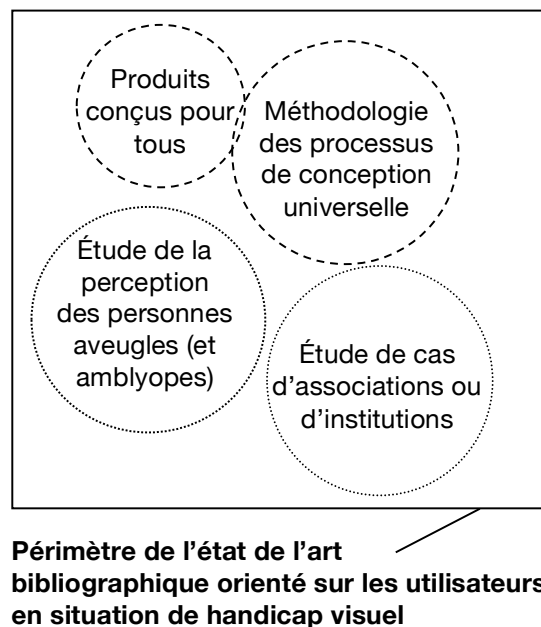 Produits
conçus pour
tous
Méthodologie
des processus
de conception
universelle
Étude de la
perception
des personnes
aveugles (et
amblyopes)
Étude de cas
d’associations ou
d’institutions
Périmètre de l’état de l’art
bibliographique orienté sur les utilisateurs
en situation de handicap visuel